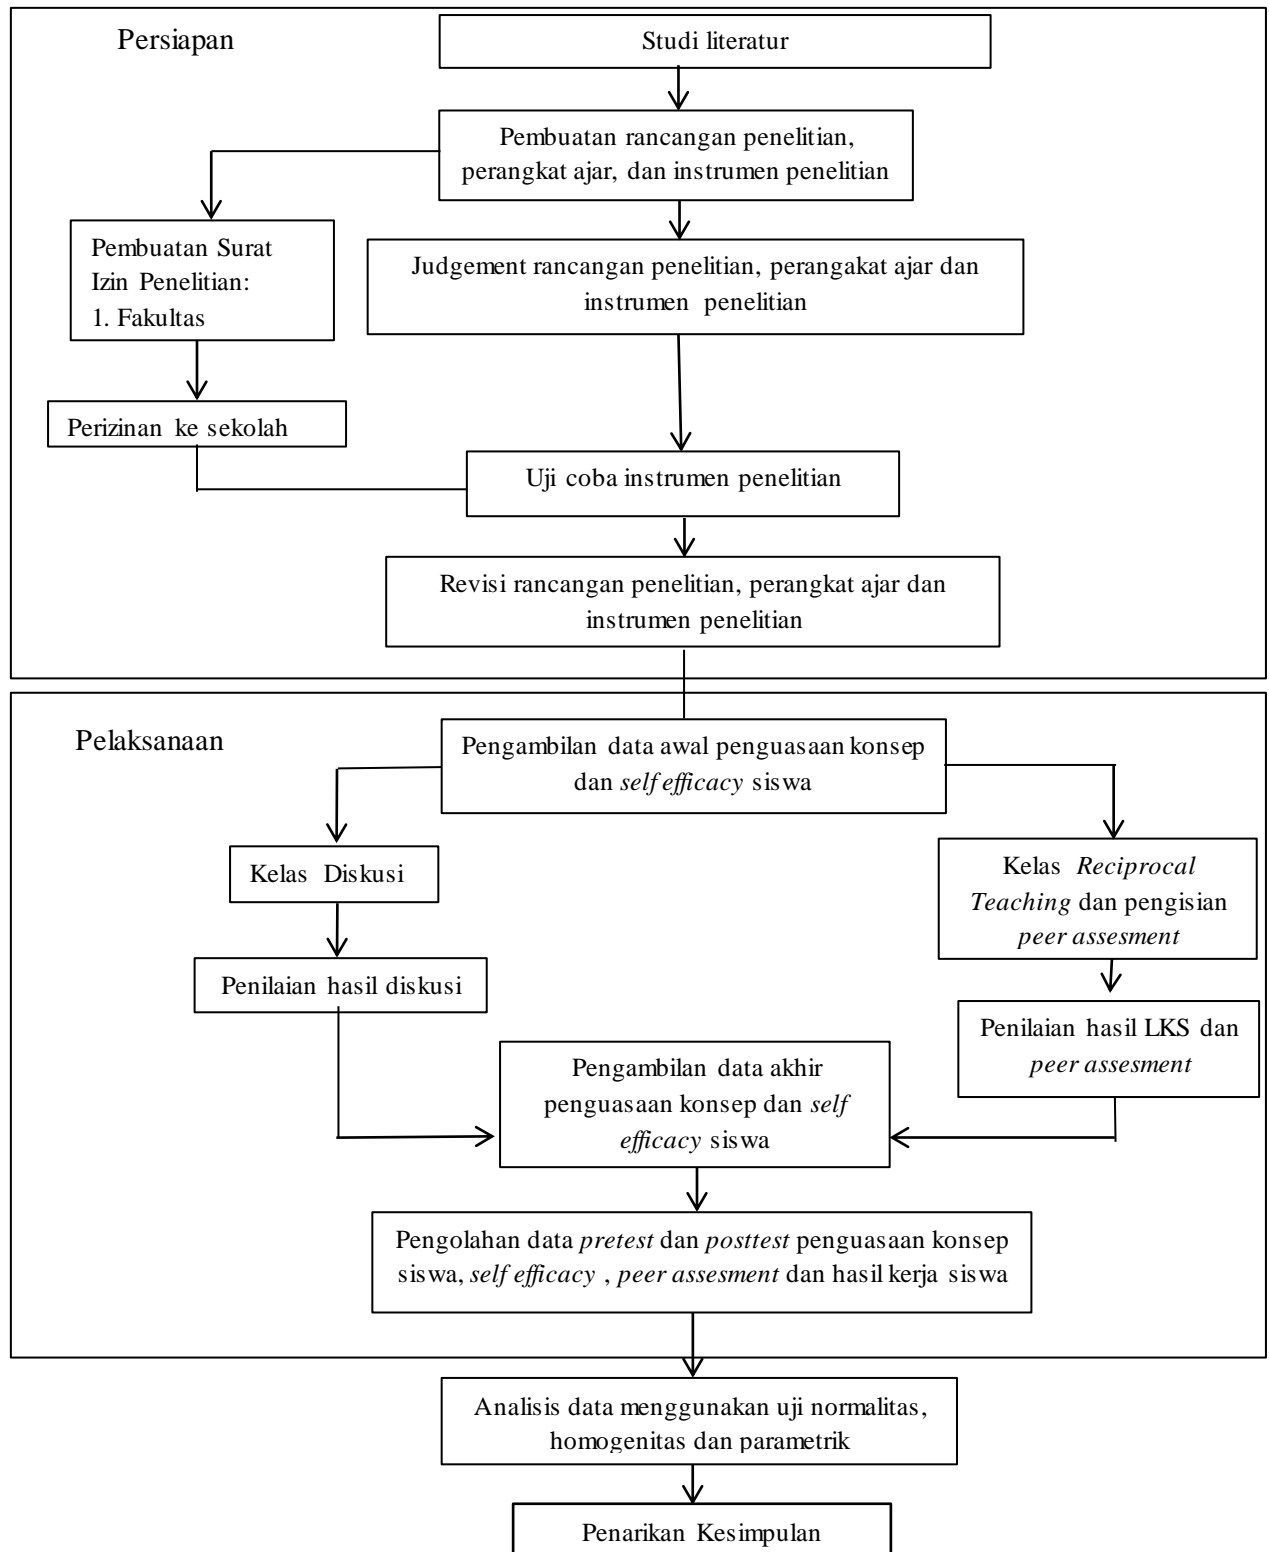 Persiapan
Studi literatur
Pembuatan rancangan penelitian,
perangkat ajar, dan instrumen penelitian
Pembuatan Surat
Izin Penelitian:
1. Fakultas
Judgement rancangan penelitian, perangakat ajar dan
instrumen penelitian
Perizinan ke sekolah
Uji coba instrumen penelitian
Revisi rancangan penelitian, perangkat ajar dan
instrumen penelitian
Pelaksanaan
Pengambilan data awal penguasaan konsep
dan self efficacy siswa
Kelas Diskusi
Kelas Reciprocal
Teaching dan pengisian
peer assesment
Penilaian hasil diskusi
Penilaian hasil LKS dan
peer assesment
Pengambilan data akhir
penguasaan konsep dan self
efficacy siswa
Pengolahan data pretest dan posttest penguasaan konsep
siswa, self efficacy , peer assesment dan hasil kerja siswa
Analisis data menggunakan uji normalitas,
homogenitas dan parametrik
Penarikan Kesimpulan